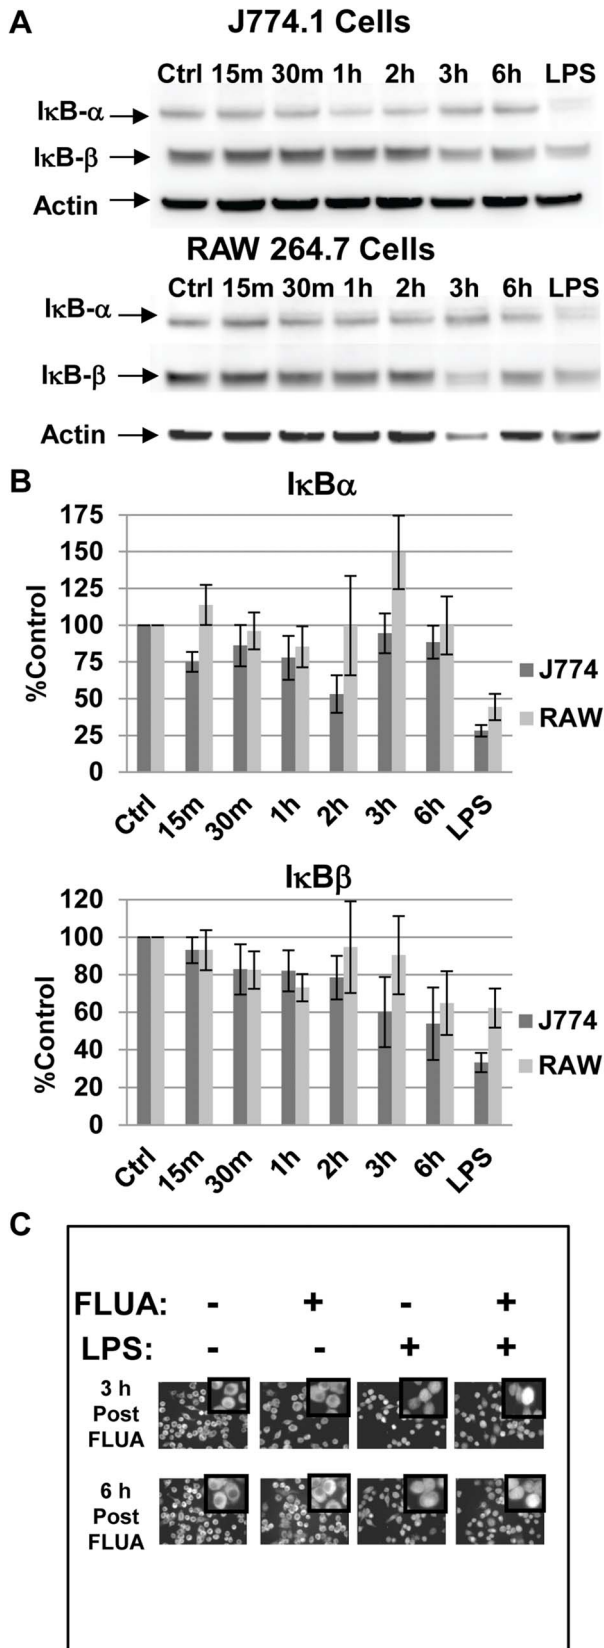 A
J774.1 Cells
Ctrl 15m 30m 1h 2h 3h 6h LPS
IκB-α
IκB-β
Actin
RAW 264.7 Cells
Ctrl 15m 30m 1h 2h 3h 6h LPS
IκB-α
IκB-β
Actin
B
IκBα
175
150
125
100
75
50
25
0
%Control
Ctrl 15m 30m 1h 2h 3h 6h LPS
J774
RAW
IκBβ
120
100
80
60
40
20
0
%Control
Ctrl 15m 30m 1h 2h 3h 6h LPS
J774
RAW
C
FLUA: - + - +
LPS: - - + +
3 h
Post
FLUA
6 h
Post
FLUA